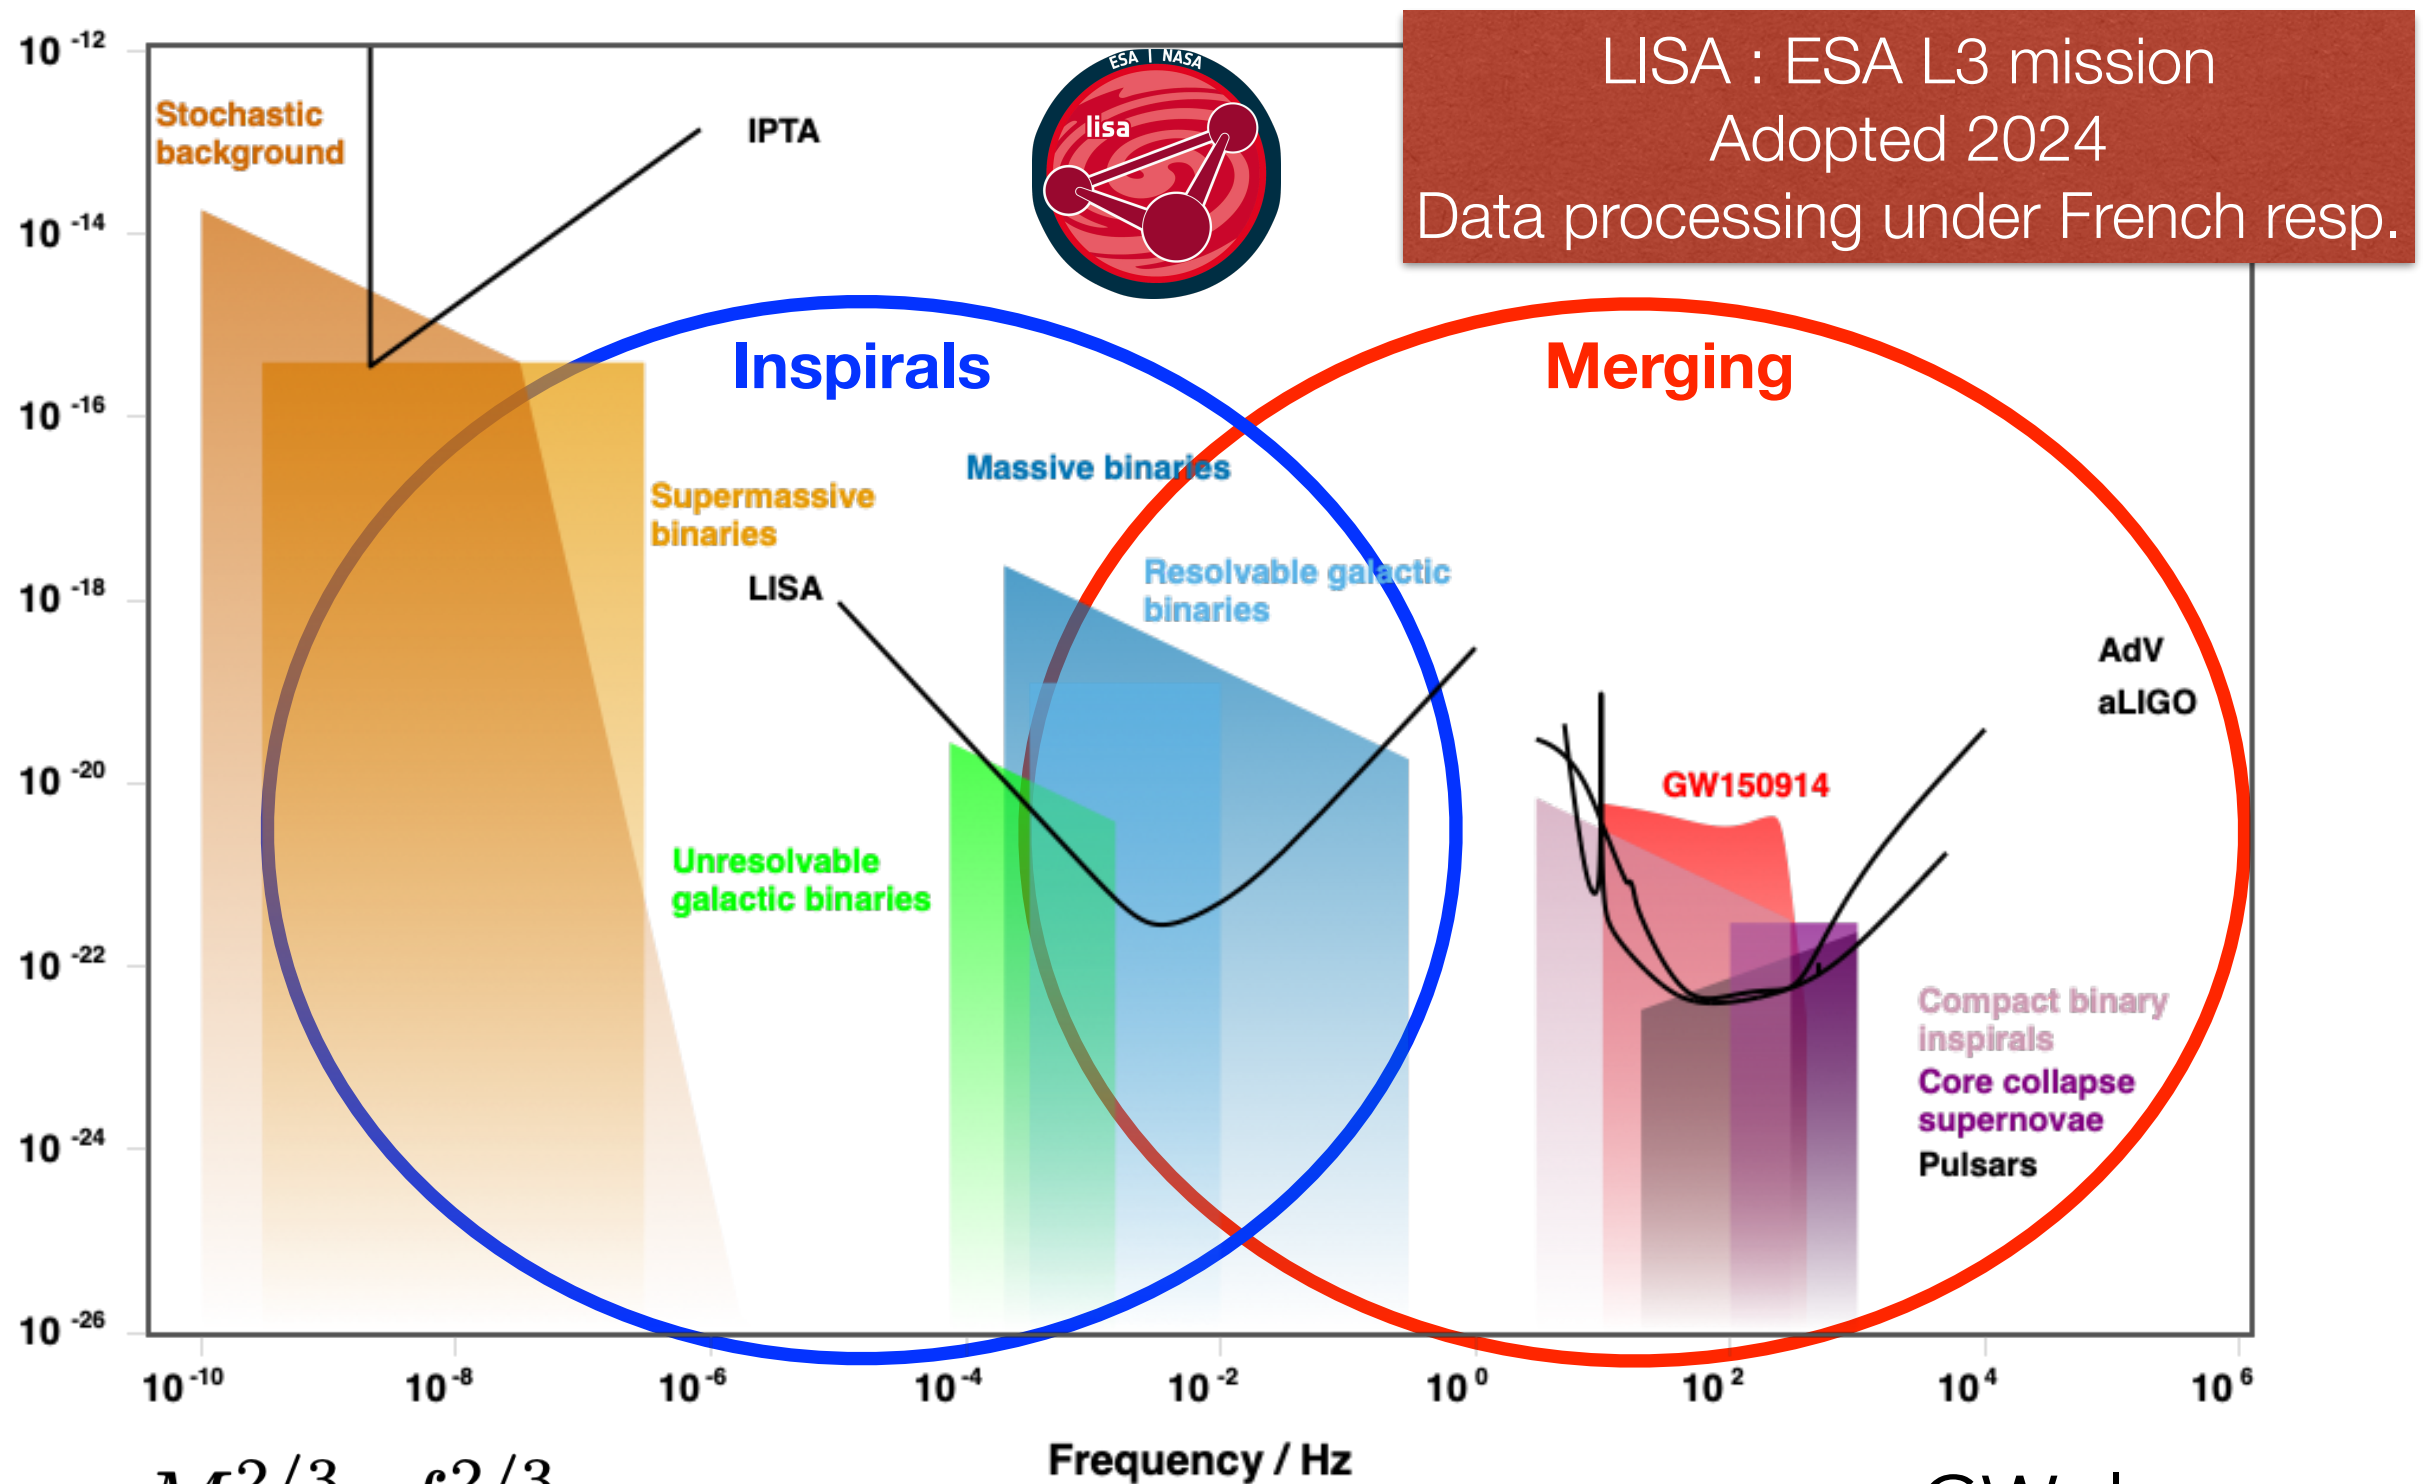 LISA : ESA L3 mission
Adopted 2024
Data processing under French resp.
ESA | NASA
lisa
10^-12
10^-14
10^-16
10^-18
10^-20
10^-22
10^-24
10^-26
Stochastic
background
IPTA
Inspirals
Merging
Massive binaries
Supermassive
binaries
LISA
Resolvable galactic
binaries
AdV
aLIGO
GW150914
Unresolvable
galactic binaries
Compact binary
inspirals
Core collapse
supernovae
Pulsars
10^-10
10^-8
10^-6
10^-4
10^-2
10^0
10^2
10^4
10^6
Frequency / Hz